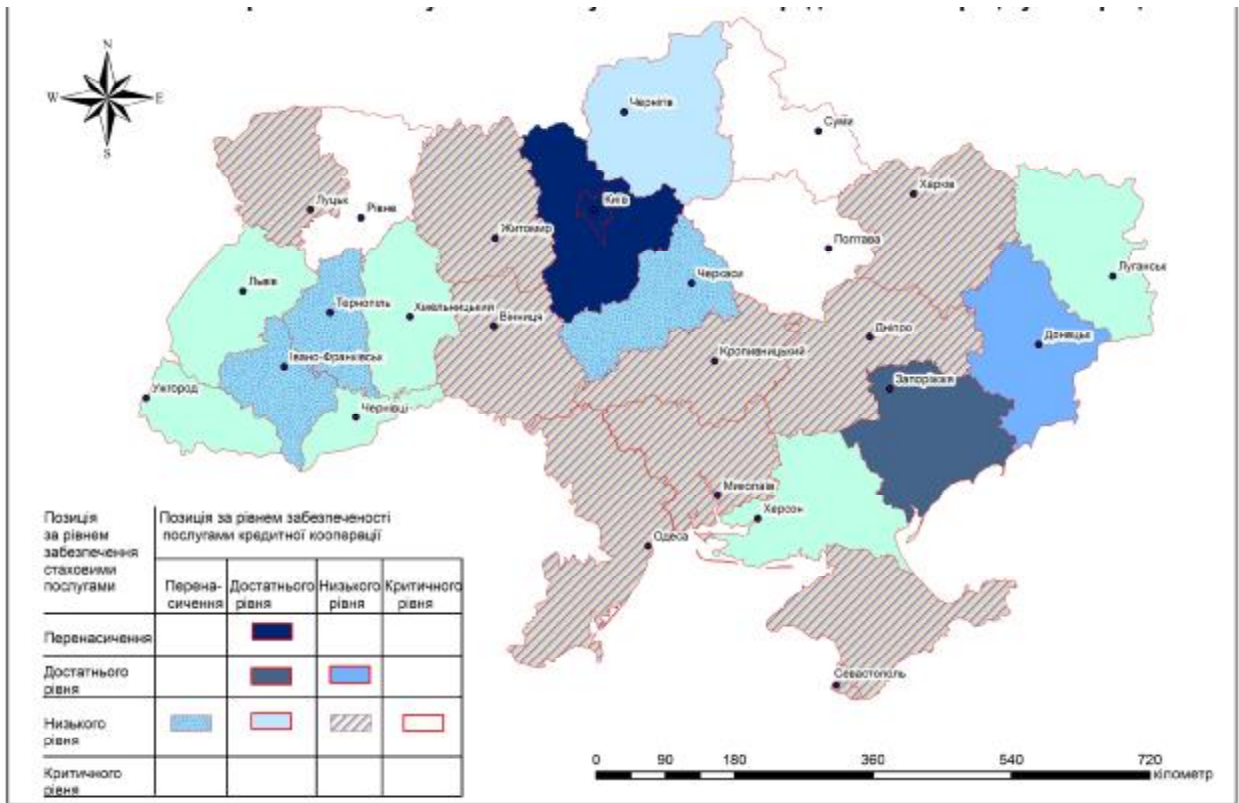 N
W
E
S
Чернігів
Суми
Луцьк
Рівне
Київ
Харків
Житомир
Полтава
Львів
Тернопіль
Хмельницький
Вінниця
Черкаси
Луганськ
Івано-Франківськ
Кропивницький
Дніпро
Донецьк
Ужгород
Чернівці
Запоріжжя
Миколаїв
Херсон
Одеса
Севастополь
Позиція
за рівнем
забезпечення
стаховими
послугами
Позиція за рівнем забезпеченості
послугами кредитної кооперації
Перена-
сичення
Достатнього
рівня
Низького
рівня
Критичного
рівня
Перенасичення
Достатнього
рівня
Низького
рівня
Критичного
рівня
0 90 180 360 540 720
кілометр